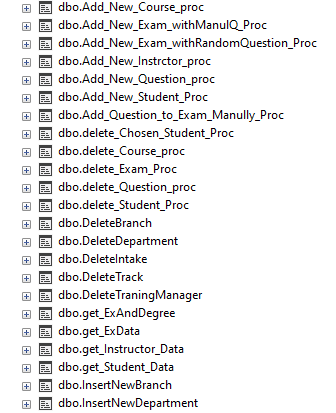 dbo.Add_New_Course_proc
dbo.Add_New_Exam_withManulQ_Proc
dbo.Add_New_Exam_withRandomQuestion_Proc
dbo.Add_New_Instrctor_proc
dbo.Add_New_Question_proc
dbo.Add_New_Student_Proc
dbo.Add_Question_to_Exam_Manully_Proc
dbo.delete_Chosen_Student_Proc
dbo.delete_Course_proc
dbo.delete_Exam_Proc
dbo.delete_Question_proc
dbo.delete_Student_Proc
dbo.DeleteBranch
dbo.DeleteDepartment
dbo.DeleteIntake
dbo.DeleteTrack
dbo.DeleteTraningManager
dbo.get_ExAndDegree
dbo.get_ExData
dbo.get_Instructor_Data
dbo.get_Student_Data
dbo.InsertNewBranch
dbo.InsertNewDepartment